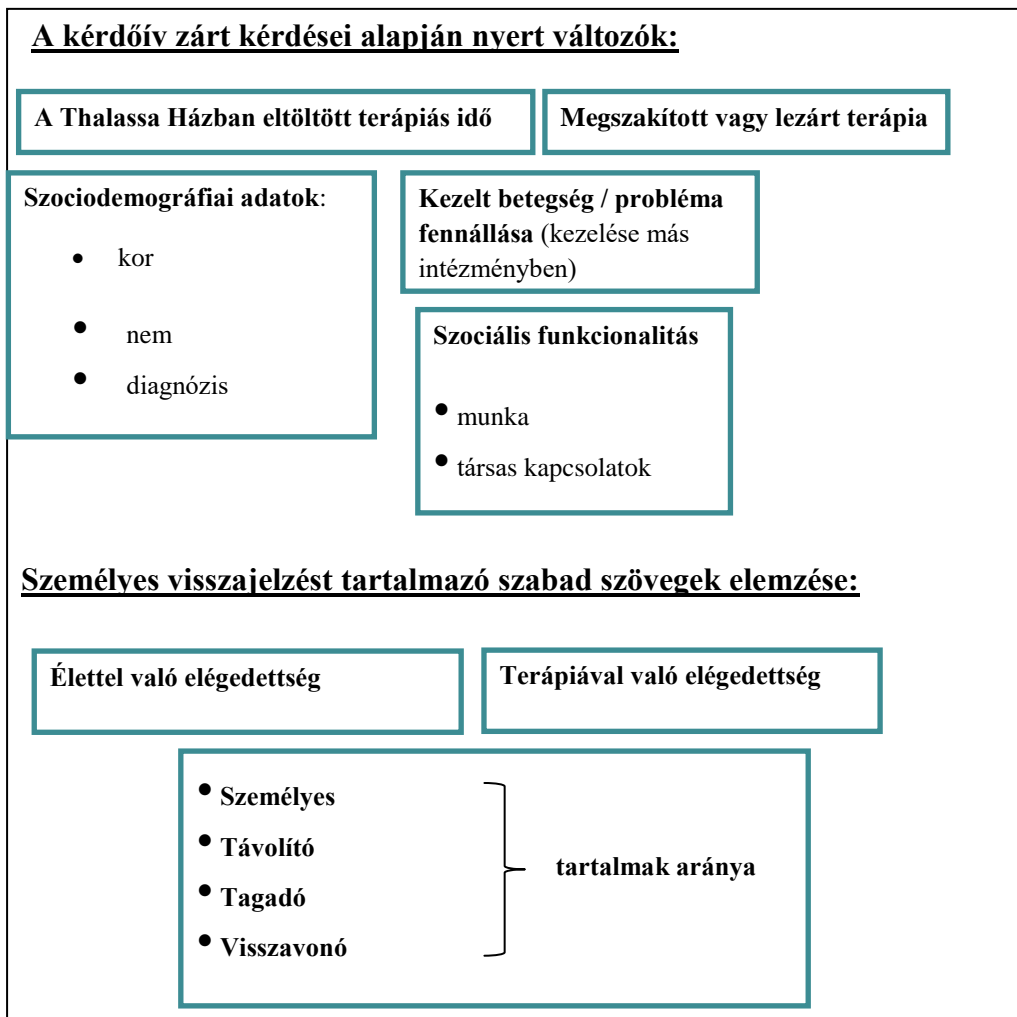 A kérdőív zárt kérdései alapján nyert változók:
A Thalassa Házban eltöltött terápiás idő
Megszakított vagy lezárt terápia
Szociodemográfiai adatok:
• kor
• nem
• diagnózis
Kezelt betegség / probléma
fennállása (kezelése más
intézményben)
Szociális funkcionalitás
• munka
• társas kapcsolatok
Személyes visszajelzést tartalmazó szabad szövegek elemzése:
Élettel való elégedettség
Terápiával való elégedettség
• Személyes
• Távolító
• Tagadó
• Visszavonó
tartalmak aránya